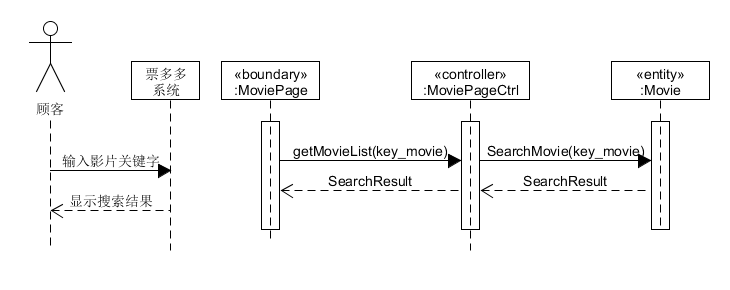 顾客
票多多
系统
«boundary»
:MoviePage
«controller»
:MoviePageCtrl
«entity»
:Movie
输入影片关键字
getMovieList(key_movie)
SearchMovie(key_movie)
显示搜索结果
SearchResult
SearchResult